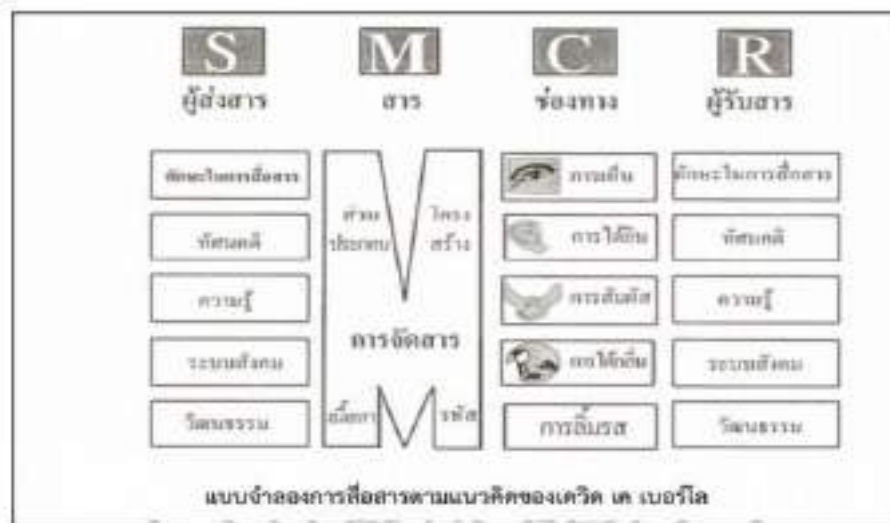 S M C R
ผู้ส่งสาร สาร ช่องทาง ผู้รับสาร
ทักษะในการสื่อสาร
ทัศนคติ
ความรู้
ระบบสังคม
วัฒนธรรม
ส่วน
ประกอบ
โครง
สร้าง
การจัดสาร
เนื้อหา
รหัส
การเห็น
การได้ยิน
การสัมผัส
การได้กลิ่น
การลิ้มรส
ทักษะในการสื่อสาร
ทัศนคติ
ความรู้
ระบบสังคม
วัฒนธรรม
แบบจำลองการสื่อสารตามแนวคิดของเดวิด เค เบอร์โล